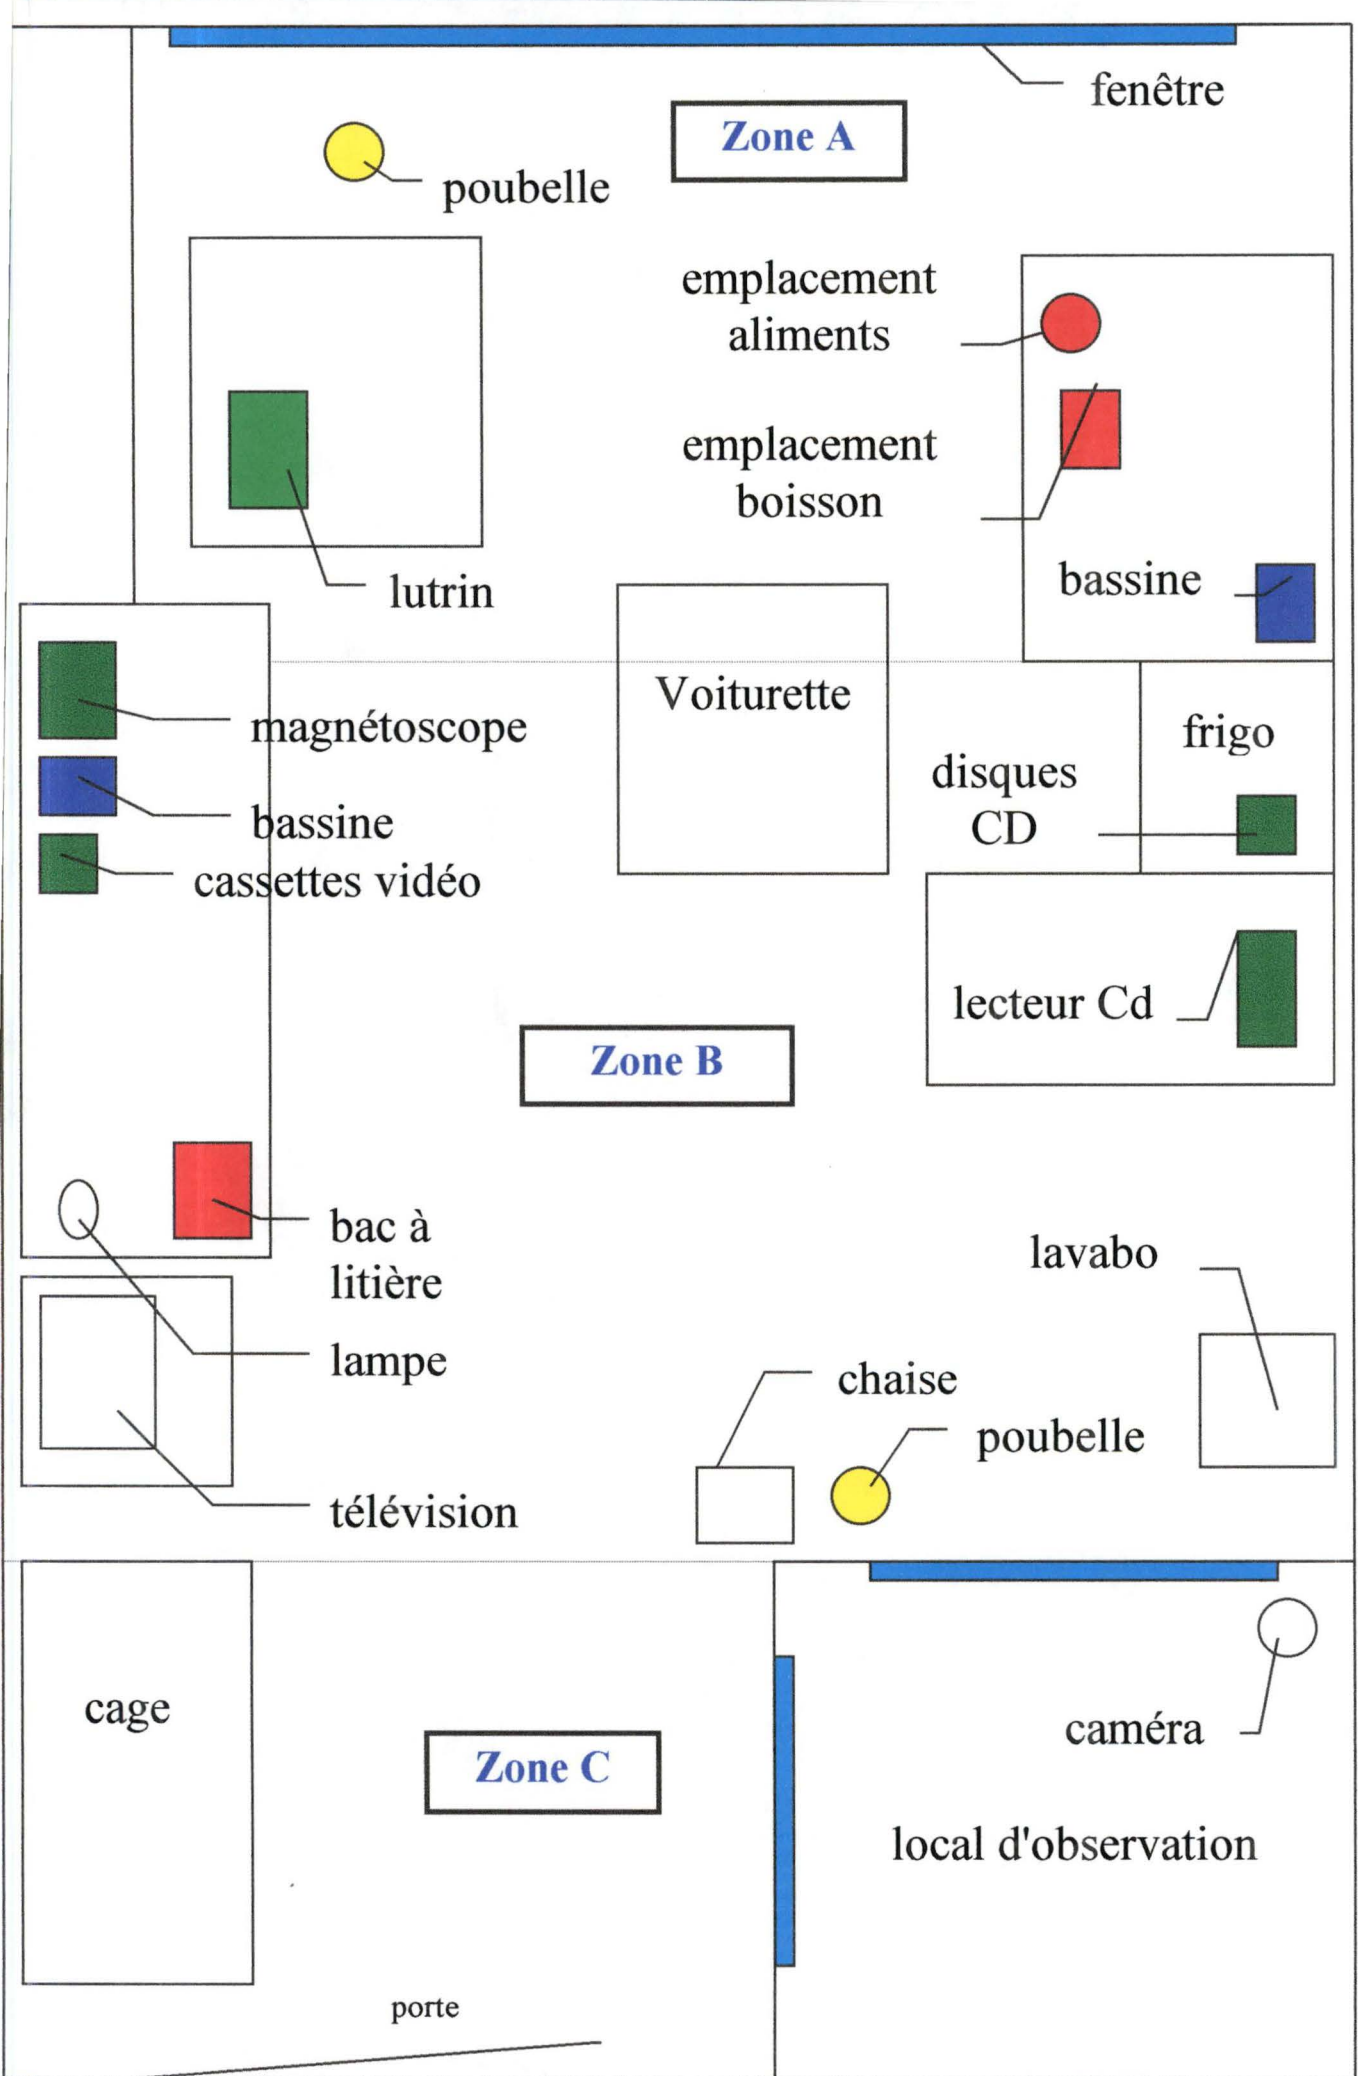 fenêtre
Zone A
poubelle
emplacement
aliments
emplacement
boisson
bassine
lutrin
Voiturette
magnétoscope
frigo
disques
CD
bassine
cassettes vidéo
lecteur Cd
Zone B
bac à
litière
lavabo
lampe
chaise
poubelle
télévision
cage
caméra
Zone C
local d'observation
porte